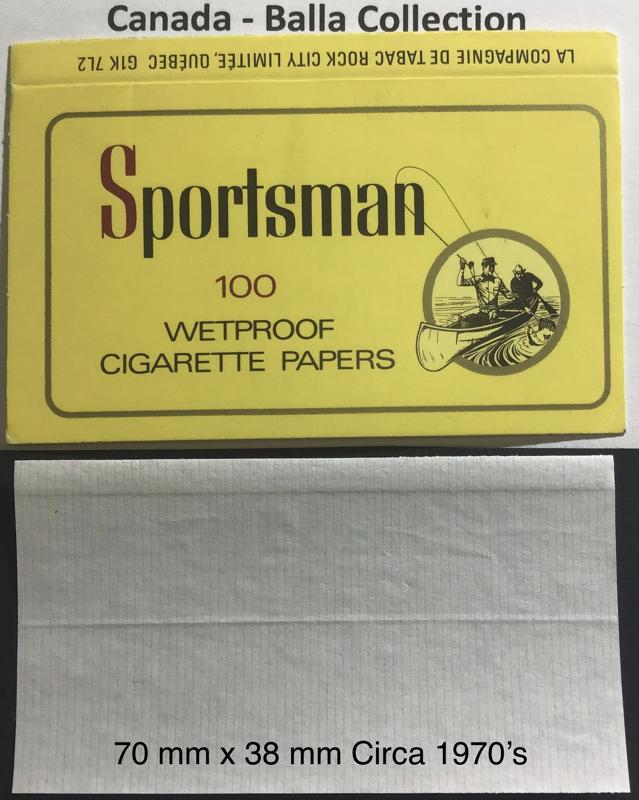 Canada - Balla Collection
LA COMPAGNIE DE TABAC ROCK CITY LIMITÉE, QUÉBEC G1K 7L2
Sportsman
100
WETPROOF
CIGARETTE PAPERS
70 mm x 38 mm Circa 1970's